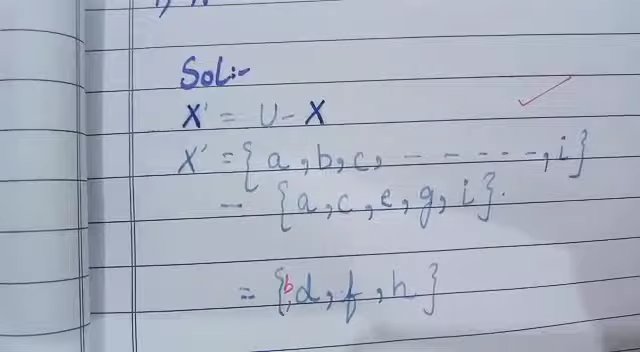 Sol:-
X' = U - X
X' = {a, b, c, - - - - - -, i}
- {a, c, e, g, i}.
= {b, d, f, h}